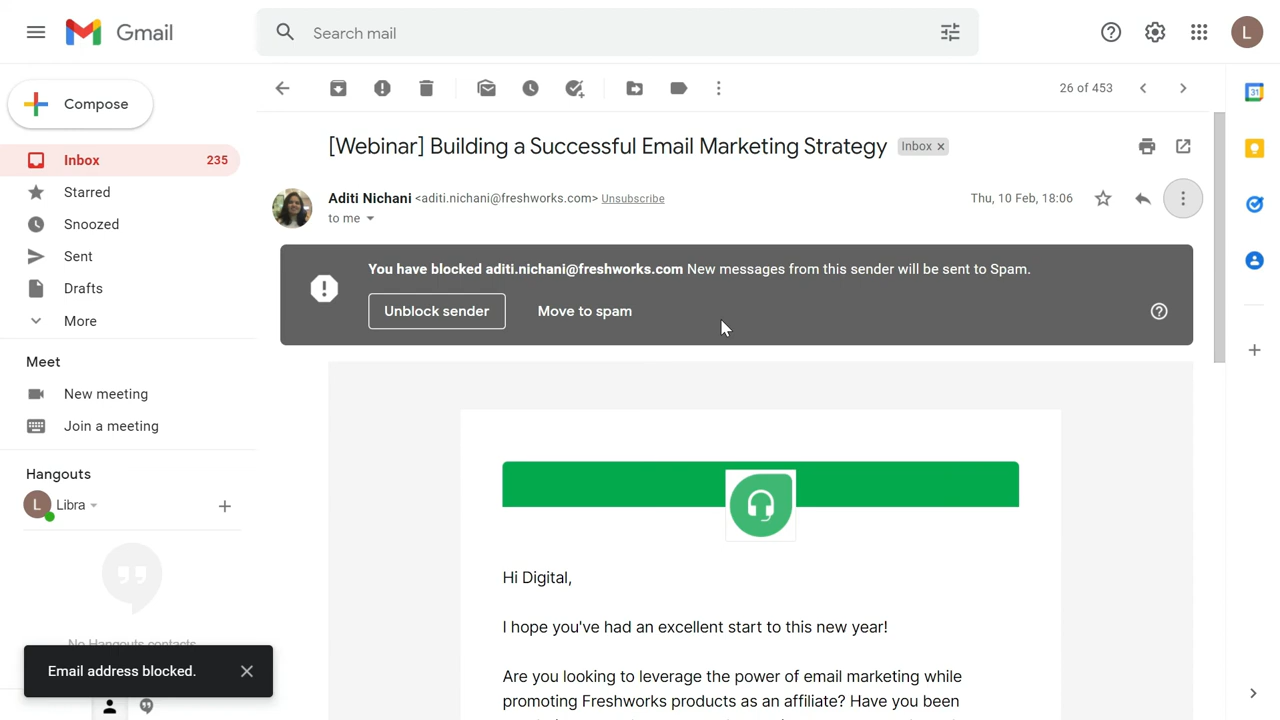 Gmail
Search mail
L
Compose
26 of 453
31
Inbox 235
Starred
Snoozed
Sent
Drafts
More
Meet
New meeting
Join a meeting
Hangouts
L Libra
No Hangouts contacts
Email address blocked.
[Webinar] Building a Successful Email Marketing Strategy Inbox ×
Aditi Nichani <aditi.nichani@freshworks.com> Unsubscribe
Thu, 10 Feb, 18:06
to me
You have blocked aditi.nichani@freshworks.com New messages from this sender will be sent to Spam.
Unblock sender Move to spam
Hi Digital,
I hope you've had an excellent start to this new year!
Are you looking to leverage the power of email marketing while
promoting Freshworks products as an affiliate? Have you been